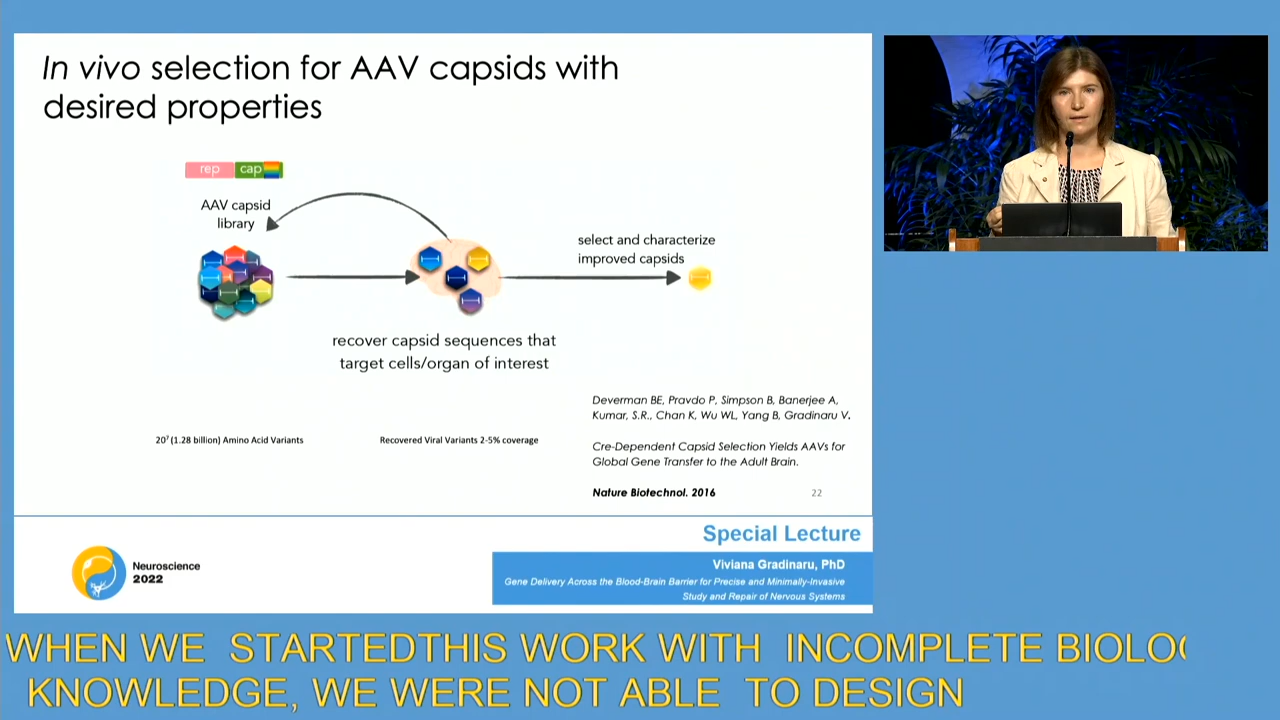 In vivo selection for AAV capsids with
desired properties
rep cap
AAV capsid
library
select and characterize
improved capsids
recover capsid sequences that
target cells/organ of interest
20⁷ (1.28 billion) Amino Acid Variants
Recovered Viral Variants 2-5% coverage
Deverman BE, Pravdo P, Simpson B, Banerjee A,
Kumar, S.R., Chan K, Wu WL, Yang B, Gradinaru V.
Cre-Dependent Capsid Selection Yields AAVs for
Global Gene Transfer to the Adult Brain.
Nature Biotechnol. 2016
22
Special Lecture
Neuroscience
2022
Viviana Gradinaru, PhD
Gene Delivery Across the Blood-Brain Barrier for Precise and Minimally-Invasive
Study and Repair of Nervous Systems
WHEN WE STARTEDTHIS WORK WITH INCOMPLETE BIOLO
KNOWLEDGE, WE WERE NOT ABLE TO DESIGN